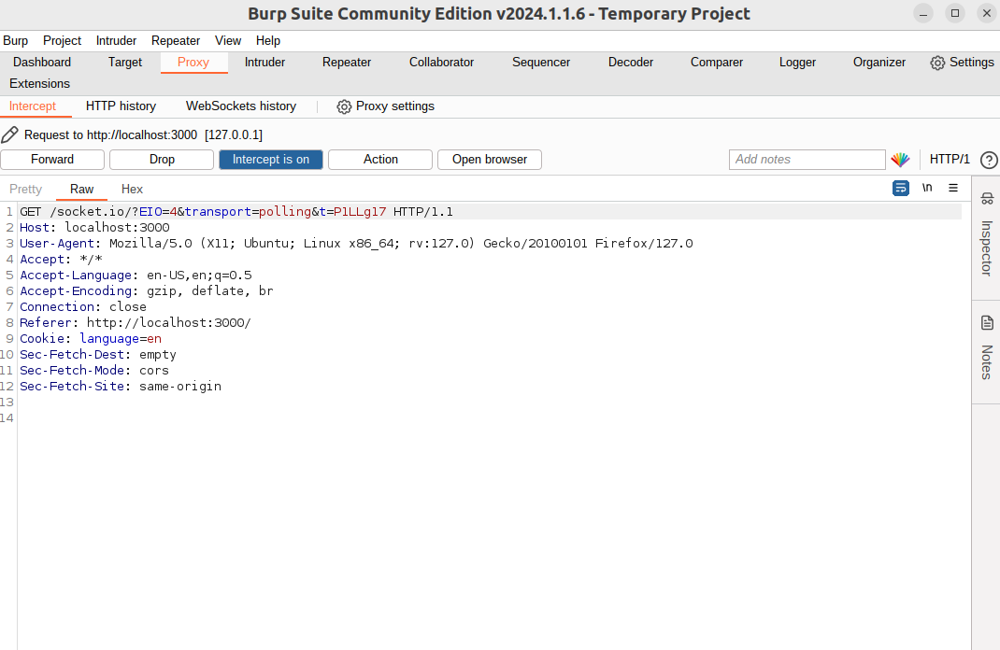 Burp Suite Community Edition v2024.1.1.6 - Temporary Project
Burp Project Intruder Repeater View Help
Dashboard Target Proxy Intruder Repeater Collaborator Sequencer Decoder Comparer Logger Organizer Settings
Extensions
Intercept HTTP history WebSockets history Proxy settings
Request to http://localhost:3000 [127.0.0.1]
Forward Drop Intercept is on Action Open browser Add notes HTTP/1 ?
Pretty Raw Hex \n
1 GET /socket.io/?EIO=4&transport=polling&t=P1LLg17 HTTP/1.1
2 Host: localhost:3000
3 User-Agent: Mozilla/5.0 (X11; Ubuntu; Linux x86_64; rv:127.0) Gecko/20100101 Firefox/127.0
4 Accept: */*
5 Accept-Language: en-US,en;q=0.5
6 Accept-Encoding: gzip, deflate, br
7 Connection: close
8 Referer: http://localhost:3000/
9 Cookie: language=en
10 Sec-Fetch-Dest: empty
11 Sec-Fetch-Mode: cors
12 Sec-Fetch-Site: same-origin
13
14
Inspector
Notes